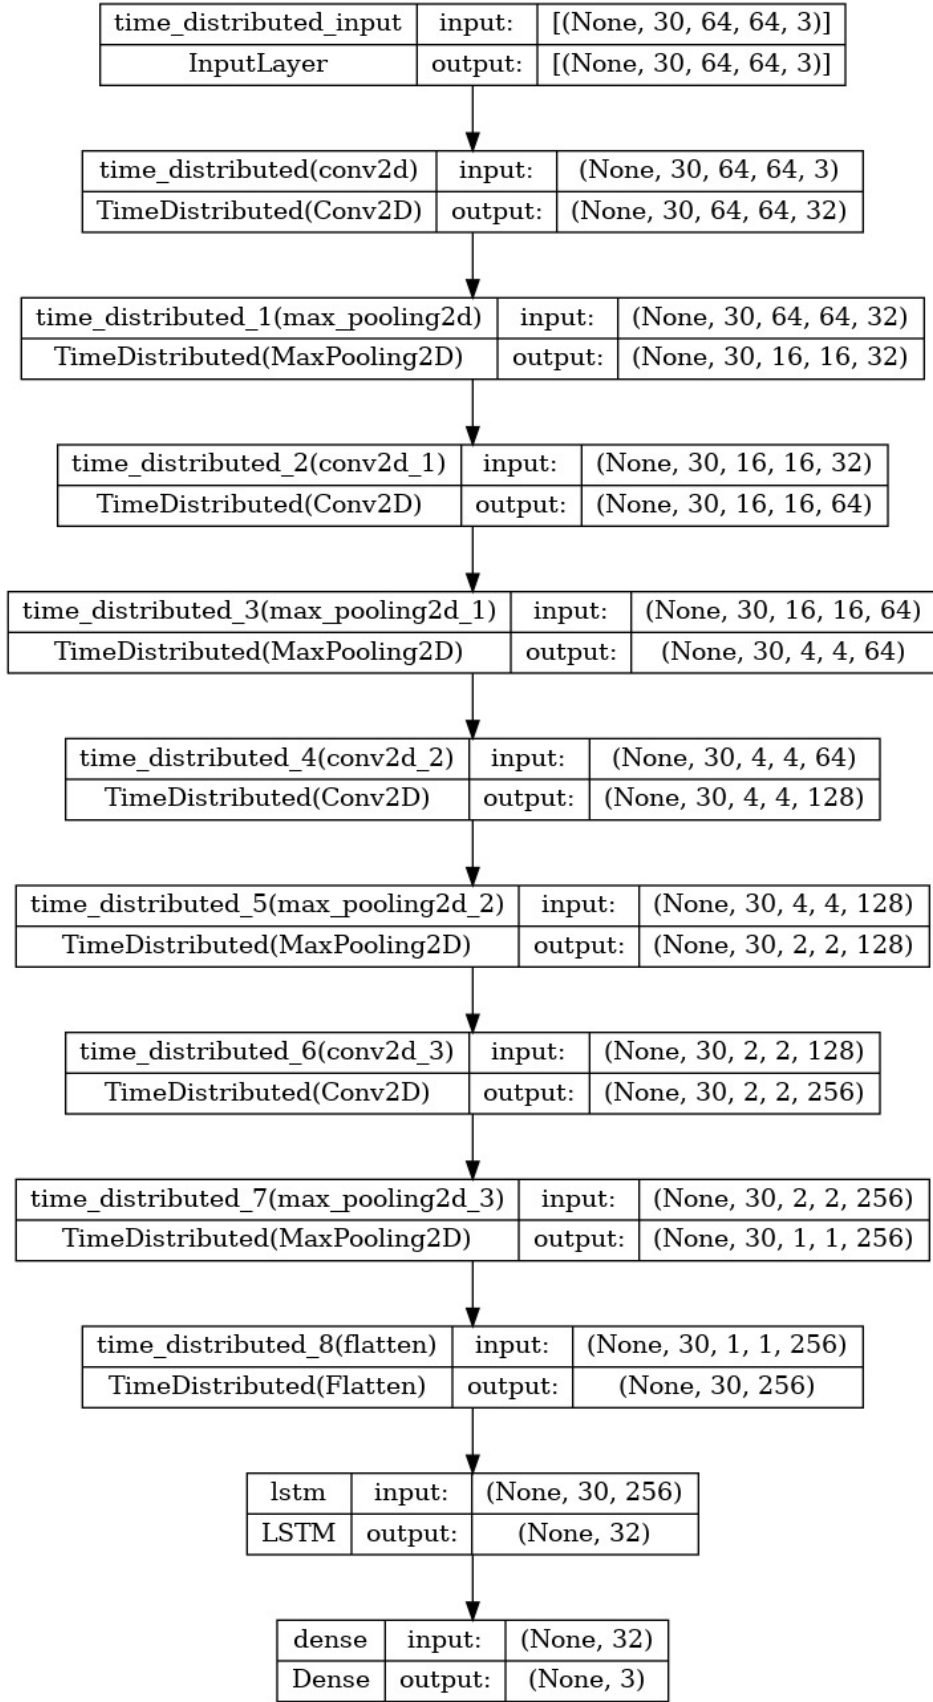 time_distributed_input input: [(None, 30, 64, 64, 3)]
InputLayer output: [(None, 30, 64, 64, 3)]
time_distributed(conv2d) input: (None, 30, 64, 64, 3)
TimeDistributed(Conv2D) output: (None, 30, 64, 64, 32)
time_distributed_1(max_pooling2d) input: (None, 30, 64, 64, 32)
TimeDistributed(MaxPooling2D) output: (None, 30, 16, 16, 32)
time_distributed_2(conv2d_1) input: (None, 30, 16, 16, 32)
TimeDistributed(Conv2D) output: (None, 30, 16, 16, 64)
time_distributed_3(max_pooling2d_1) input: (None, 30, 16, 16, 64)
TimeDistributed(MaxPooling2D) output: (None, 30, 4, 4, 64)
time_distributed_4(conv2d_2) input: (None, 30, 4, 4, 64)
TimeDistributed(Conv2D) output: (None, 30, 4, 4, 128)
time_distributed_5(max_pooling2d_2) input: (None, 30, 4, 4, 128)
TimeDistributed(MaxPooling2D) output: (None, 30, 2, 2, 128)
time_distributed_6(conv2d_3) input: (None, 30, 2, 2, 128)
TimeDistributed(Conv2D) output: (None, 30, 2, 2, 256)
time_distributed_7(max_pooling2d_3) input: (None, 30, 2, 2, 256)
TimeDistributed(MaxPooling2D) output: (None, 30, 1, 1, 256)
time_distributed_8(flatten) input: (None, 30, 1, 1, 256)
TimeDistributed(Flatten) output: (None, 30, 256)
lstm input: (None, 30, 256)
LSTM output: (None, 32)
dense input: (None, 32)
Dense output: (None, 3)